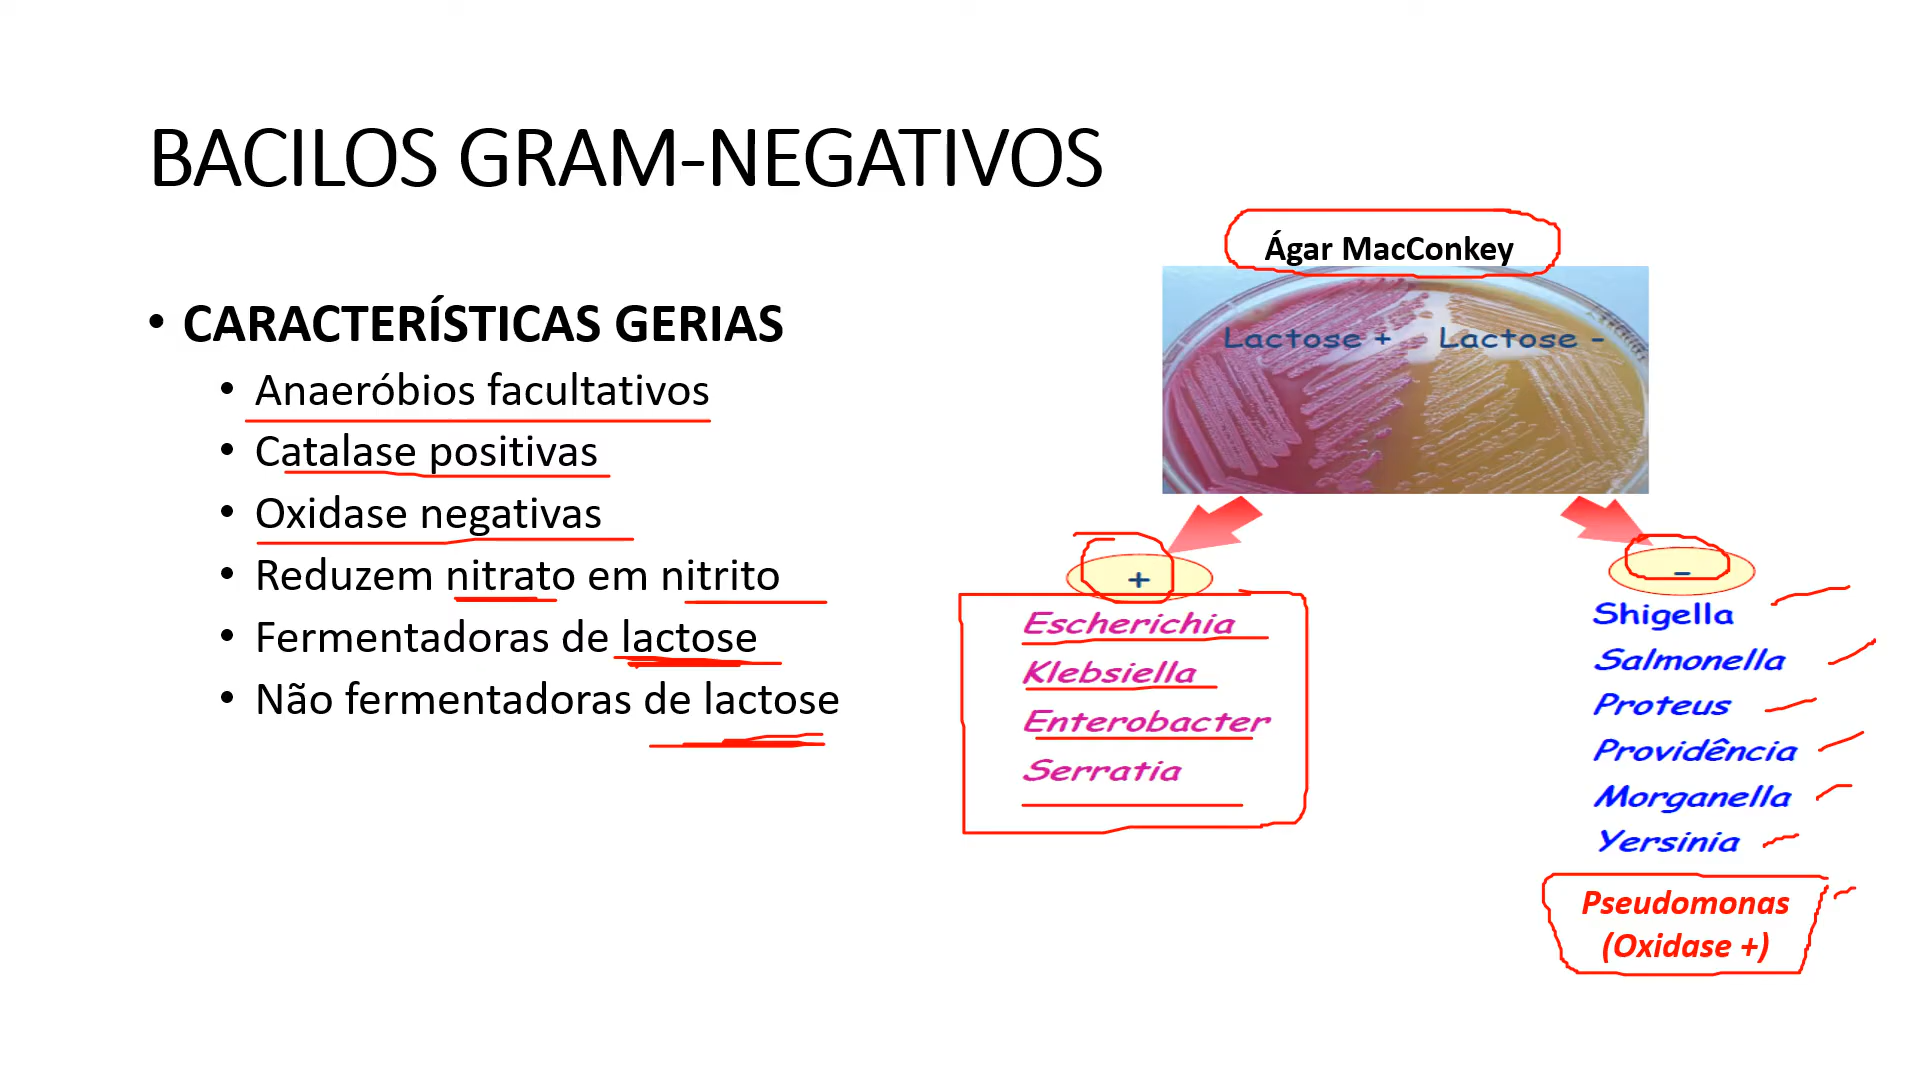 BACILOS GRAM-NEGATIVOS
• CARACTERÍSTICAS GERIAS
• Anaeróbios facultativos
• Catalase positivas
• Oxidase negativas
• Reduzem nitrato em nitrito
• Fermentadoras de lactose
• Não fermentadoras de lactose
Ágar MacConkey
Lactose + Lactose -
+
Escherichia
Klebsiella
Enterobacter
Serratia
-
Shigella
Salmonella
Proteus
Providência
Morganella
Yersinia
Pseudomonas
(Oxidase +)